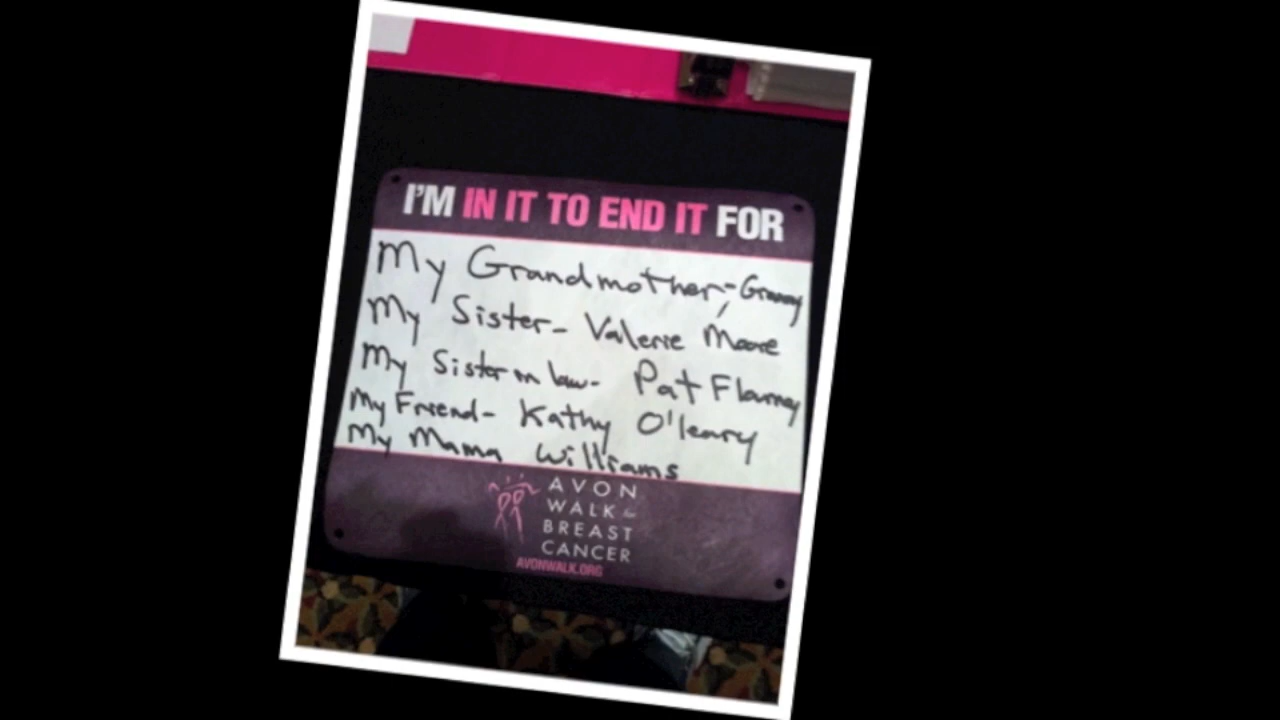 I'M IN IT TO END IT FOR
My Grandmother,-Granny
My Sister- Valerie Moore
My Sister in law- Pat
My Friend- Kathy O'leary
My Mama Williams
AVON
WALK for
BREAST
CANCER
AVONWALK.ORG